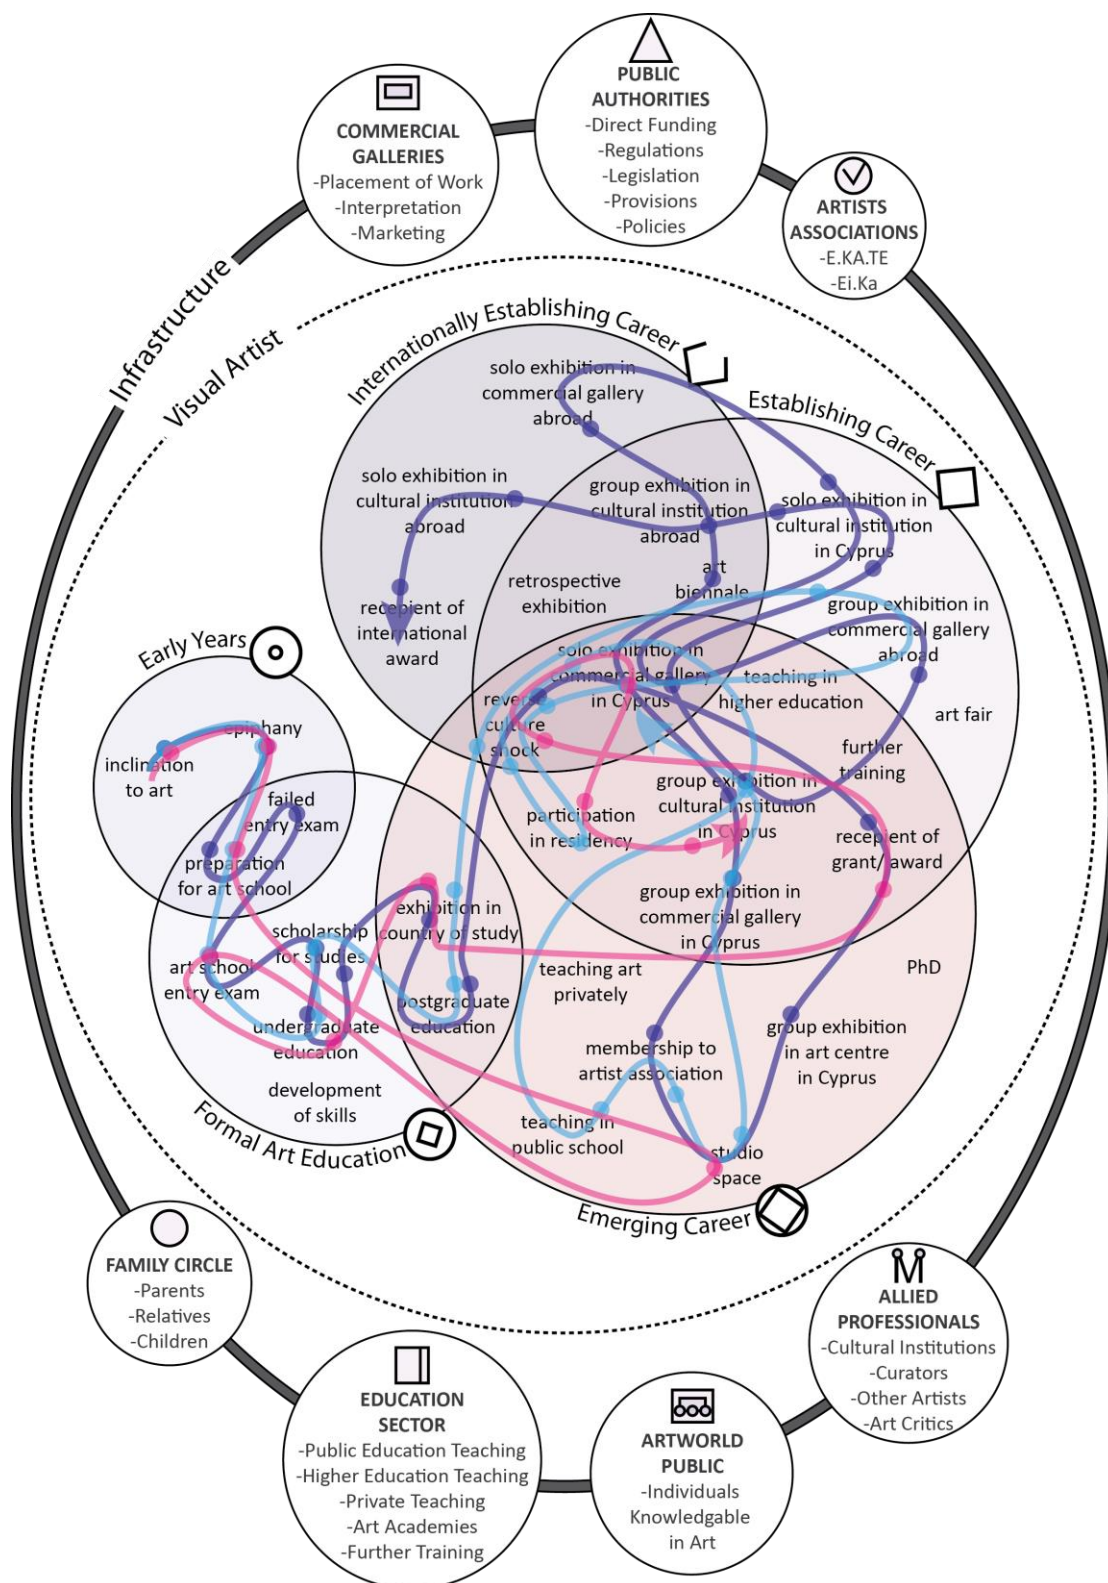 PUBLIC
AUTHORITIES
-Direct Funding
-Regulations
-Legislation
-Provisions
-Policies
COMMERCIAL
GALLERIES
-Placement of Work
-Interpretation
-Marketing
ARTISTS
ASSOCIATIONS
-E.KA.TE
-Ei.Ka
Infrastructure
Visual Artist
Internationally Establishing Career
solo exhibition in
commercial gallery
abroad
Establishing Career
solo exhibition in
cultural institution
abroad
group exhibition in
cultural institution
abroad
solo exhibition in
cultural institution
in Cyprus
art
biennale
retrospective
exhibition
recepient of
international
award
group exhibition in
commercial gallery
abroad
Early Years
epiphany
inclination
to art
solo exhibition in
commercial gallery
in Cyprus
teaching in
higher education
reverse
culture
shock
art fair
further
training
failed
entry exam
preparation
for art school
participation
in residency
group exhibition in
cultural institution
in Cyprus
recepient of
grant/award
group exhibition in
commercial gallery
in Cyprus
exhibition in
country of study
scholarship
for studies
art school
entry exam
teaching art
privately
PhD
postgraduate
education
undergraduate
education
group exhibition
in art centre
in Cyprus
membership to
artist association
development
of skills
teaching in
public school
studio
space
Formal Art Education
Emerging Career
FAMILY CIRCLE
-Parents
-Relatives
-Children
ALLIED
PROFESSIONALS
-Cultural Institutions
-Curators
-Other Artists
-Art Critics
EDUCATION
SECTOR
-Public Education Teaching
-Higher Education Teaching
-Private Teaching
-Art Academies
-Further Training
ARTWORLD
PUBLIC
-Individuals
Knowledgable
in Art